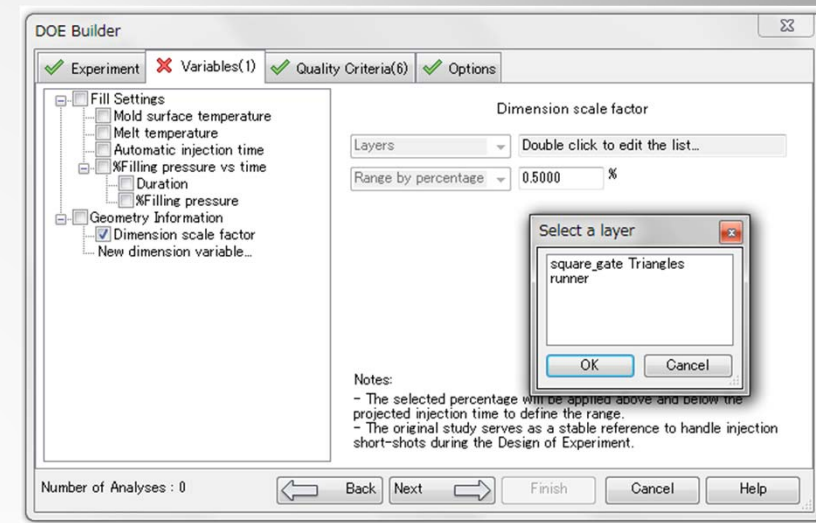 DOE Builder
Experiment
Variables(1)
Quality Criteria(6)
Options
Fill Settings
Mold surface temperature
Melt temperature
Automatic injection time
%Filling pressure vs time
Duration
%Filling pressure
Geometry Information
Dimension scale factor
New dimension variable...
Dimension scale factor
Layers
Double click to edit the list...
Range by percentage
0.5000
%
Select a layer
square_gate Triangles
runner
OK
Cancel
Notes:
- The selected percentage will be applied above and below the
projected injection time to define the range.
- The original study serves as a stable reference to handle injection
short-shots during the Design of Experiment.
Number of Analyses : 0
Back
Next
Finish
Cancel
Help